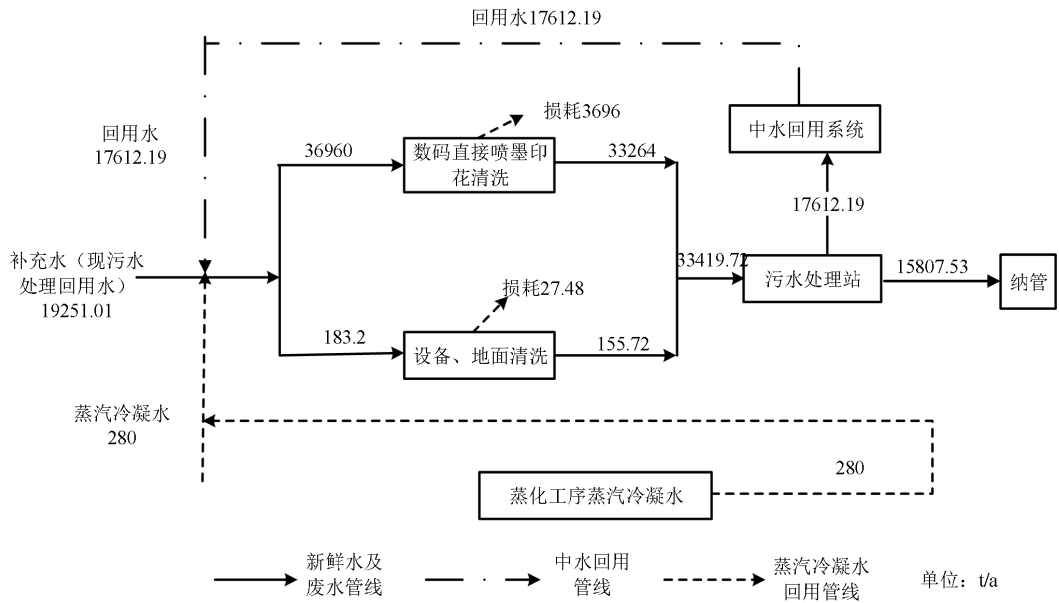 回用水17612.19
损耗3696
回用水
17612.19
中水回用系统
36960
数码直接喷墨印
花清洗
33264
17612.19
补充水（现污水
处理回用水）
19251.01
33419.72
污水处理站
15807.53
纳管
损耗27.48
183.2
设备、地面清洗
155.72
蒸汽冷凝水
280
280
蒸化工序蒸汽冷凝水
新鲜水及
废水管线
中水回用
管线
蒸汽冷凝水
回用管线
单位：t/a